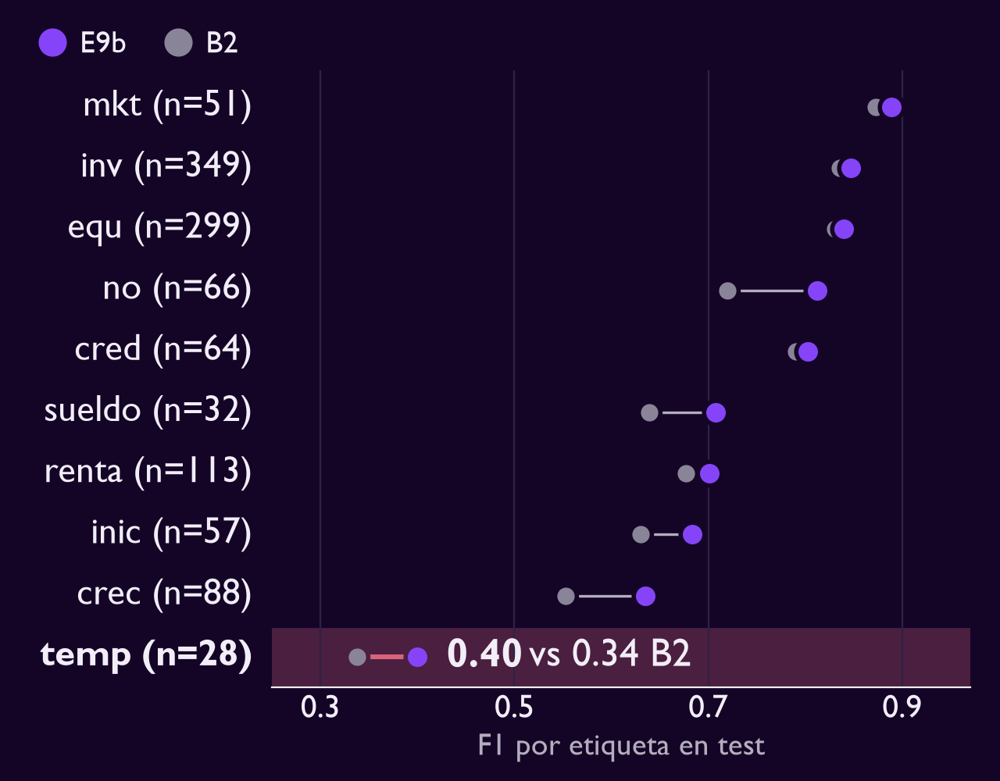 E9b B2
mkt (n=51)
inv (n=349)
equ (n=299)
no (n=66)
cred (n=64)
sueldo (n=32)
renta (n=113)
inic (n=57)
crec (n=88)
temp (n=28) 0.40 vs 0.34 B2
0.3 0.5 0.7 0.9
F1 por etiqueta en test